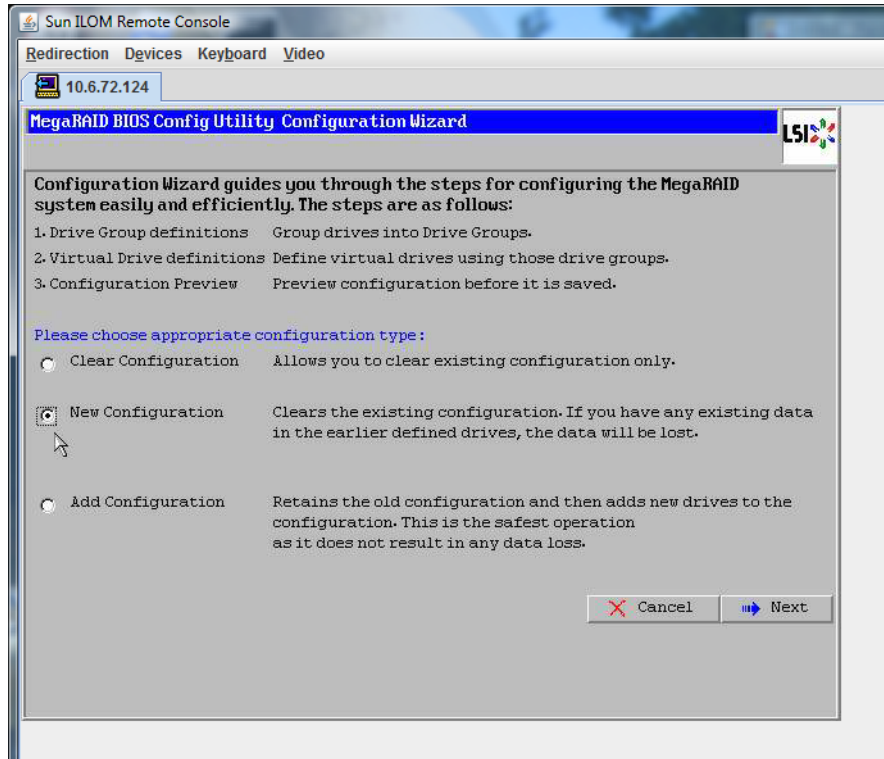 Sun ILOM Remote Console
Redirection Devices Keyboard Video
10.6.72.124
MegaRAID BIOS Config Utility Configuration Wizard
LSI
Configuration Wizard guides you through the steps for configuring the MegaRAID
system easily and efficiently. The steps are as follows:
1. Drive Group definitions Group drives into Drive Groups.
2. Virtual Drive definitions Define virtual drives using those drive groups.
3. Configuration Preview Preview configuration before it is saved.
Please choose appropriate configuration type:
Clear Configuration Allows you to clear existing configuration only.
New Configuration Clears the existing configuration. If you have any existing data
in the earlier defined drives, the data will be lost.
Add Configuration Retains the old configuration and then adds new drives to the
configuration. This is the safest operation
as it does not result in any data loss.
Cancel Next